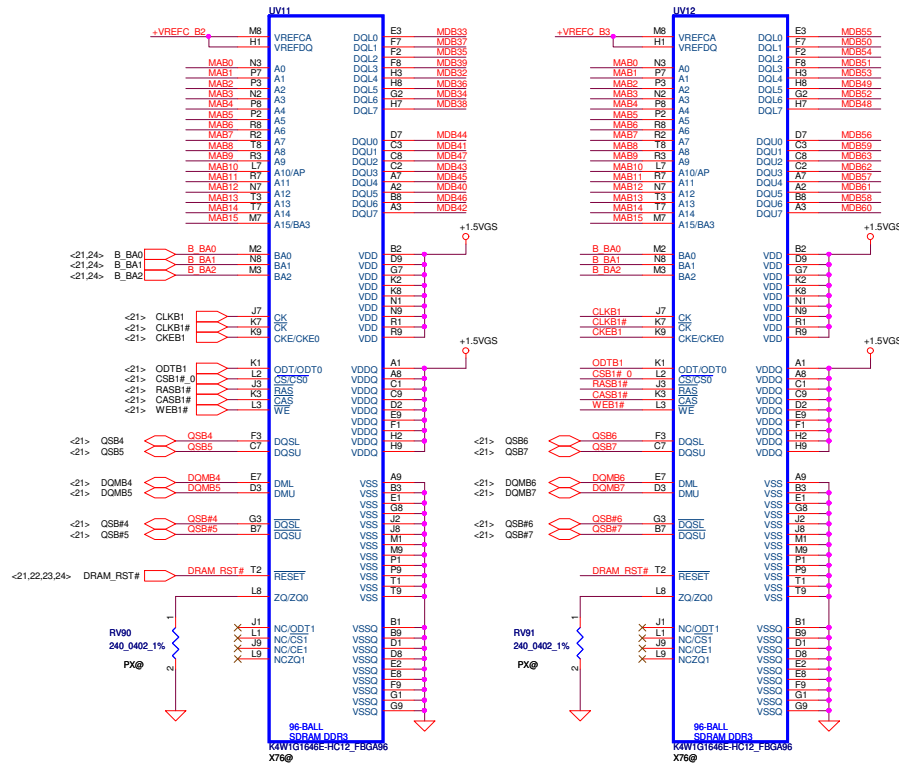 UV11
+VREFC_B2 M8 VREFCA
H1 VREFDQ
MAB0 N3 A0
MAB1 P7 A1
MAB2 P3 A2
MAB3 N2 A3
MAB4 P8 A4
MAB5 P2 A5
MAB6 R8 A6
MAB7 R2 A7
MAB8 T8 A8
MAB9 R3 A9
MAB10 L7 A10/AP
MAB11 R7 A11
MAB12 N7 A12
MAB13 T3 A13
MAB14 T7 A14
MAB15 M7 A15/BA3
<21,24> B_BA0 B_BA0 M2 BA0
<21,24> B_BA1 B_BA1 N8 BA1
<21,24> B_BA2 B_BA2 M3 BA2
<21> CLKB1 J7 CK
<21> CLKB1# K7 CK
<21> CKEB1 K9 CKE/CKE0
<21> ODTB1 K1 ODT/ODT0
<21> CSB1#_0 L2 CS/CS0
<21> RASB1# J3 RAS
<21> CASB1# K3 CAS
<21> WEB1# L3 WE
<21> QSB4 QSB4 F3 DQSL
<21> QSB5 QSB5 C7 DQSU
<21> DQMB4 DQMB4 E7 DML
<21> DQMB5 DQMB5 D3 DMU
<21> QSB#4 QSB#4 G3 DQSL
<21> QSB#5 QSB#5 B7 DQSU
<21,22,23,24> DRAM_RST# DRAM_RST# T2 RESET
L8 ZQ/ZQ0
1
RV90
240_0402_1%
PX@
2
J1 NC/ODT1
L1 NC/CS1
J9 NC/CE1
L9 NCZQ1
DQL0 E3 MDB33
DQL1 F7 MDB37
DQL2 F2 MDB35
DQL3 F8 MDB39
DQL4 H3 MDB32
DQL5 H8 MDB36
DQL6 G2 MDB34
DQL7 H7 MDB38
DQU0 D7 MDB44
DQU1 C3 MDB41
DQU2 C8 MDB47
DQU3 C2 MDB43
DQU4 A7 MDB45
DQU5 A2 MDB40
DQU6 B8 MDB46
DQU7 A3 MDB42
+1.5VGS
VDD B2
VDD D9
VDD G7
VDD K2
VDD K8
VDD N1
VDD N9
VDD R1
VDD R9
+1.5VGS
VDDQ A1
VDDQ A8
VDDQ C1
VDDQ C9
VDDQ D2
VDDQ E9
VDDQ F1
VDDQ H2
VDDQ H9
VSS A9
VSS B3
VSS E1
VSS G8
VSS J2
VSS J8
VSS M1
VSS M9
VSS P1
VSS P9
VSS T1
VSS T9
VSSQ B1
VSSQ B9
VSSQ D1
VSSQ D8
VSSQ E2
VSSQ E8
VSSQ F9
VSSQ G1
VSSQ G9
96-BALL
SDRAM DDR3
K4W1G1646E-HC12_FBGA96
X76@
UV12
+VREFC_B3 M8 VREFCA
H1 VREFDQ
MAB0 N3 A0
MAB1 P7 A1
MAB2 P3 A2
MAB3 N2 A3
MAB4 P8 A4
MAB5 P2 A5
MAB6 R8 A6
MAB7 R2 A7
MAB8 T8 A8
MAB9 R3 A9
MAB10 L7 A10/AP
MAB11 R7 A11
MAB12 N7 A12
MAB13 T3 A13
MAB14 T7 A14
MAB15 M7 A15/BA3
B_BA0 M2 BA0
B_BA1 N8 BA1
B_BA2 M3 BA2
CLKB1 J7 CK
CLKB1# K7 CK
CKEB1 K9 CKE/CKE0
ODTB1 K1 ODT/ODT0
CSB1#_0 L2 CS/CS0
RASB1# J3 RAS
CASB1# K3 CAS
WEB1# L3 WE
<21> QSB6 QSB6 F3 DQSL
<21> QSB7 QSB7 C7 DQSU
<21> DQMB6 DQMB6 E7 DML
<21> DQMB7 DQMB7 D3 DMU
<21> QSB#6 QSB#6 G3 DQSL
<21> QSB#7 QSB#7 B7 DQSU
DRAM_RST# T2 RESET
L8 ZQ/ZQ0
1
RV91
240_0402_1%
PX@
2
J1 NC/ODT1
L1 NC/CS1
J9 NC/CE1
L9 NCZQ1
DQL0 E3 MDB55
DQL1 F7 MDB50
DQL2 F2 MDB54
DQL3 F8 MDB51
DQL4 H3 MDB53
DQL5 H8 MDB49
DQL6 G2 MDB52
DQL7 H7 MDB48
DQU0 D7 MDB56
DQU1 C3 MDB59
DQU2 C8 MDB63
DQU3 C2 MDB62
DQU4 A7 MDB57
DQU5 A2 MDB61
DQU6 B8 MDB58
DQU7 A3 MDB60
+1.5VGS
VDD B2
VDD D9
VDD G7
VDD K2
VDD K8
VDD N1
VDD N9
VDD R1
VDD R9
+1.5VGS
VDDQ A1
VDDQ A8
VDDQ C1
VDDQ C9
VDDQ D2
VDDQ E9
VDDQ F1
VDDQ H2
VDDQ H9
VSS A9
VSS B3
VSS E1
VSS G8
VSS J2
VSS J8
VSS M1
VSS M9
VSS P1
VSS P9
VSS T1
VSS T9
VSSQ B1
VSSQ B9
VSSQ D1
VSSQ D8
VSSQ E2
VSSQ E8
VSSQ F9
VSSQ G1
VSSQ G9
96-BALL
SDRAM DDR3
K4W1G1646E-HC12_FBGA96
X76@